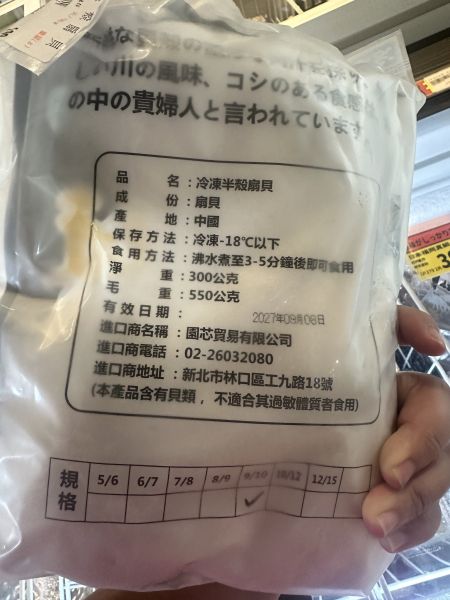 の風味、コシのある食感
の中の貴婦人と言われています
品名：冷凍半殼扇貝
成份：扇貝
產地：中國
保存方法：冷凍-18℃以下
食用方法：沸水煮至3-5分鐘後即可食用
淨重：300公克
毛重：550公克
有效日期：2027年09月08日
進口商名稱：園芯貿易有限公司
進口商電話：02-26032080
進口商地址：新北市林口區工九路18號
(本產品含有貝類，不適合其過敏體質者食用)
規格 5/6 6/7 7/8 8/9 9/10 10/12 12/15
✓